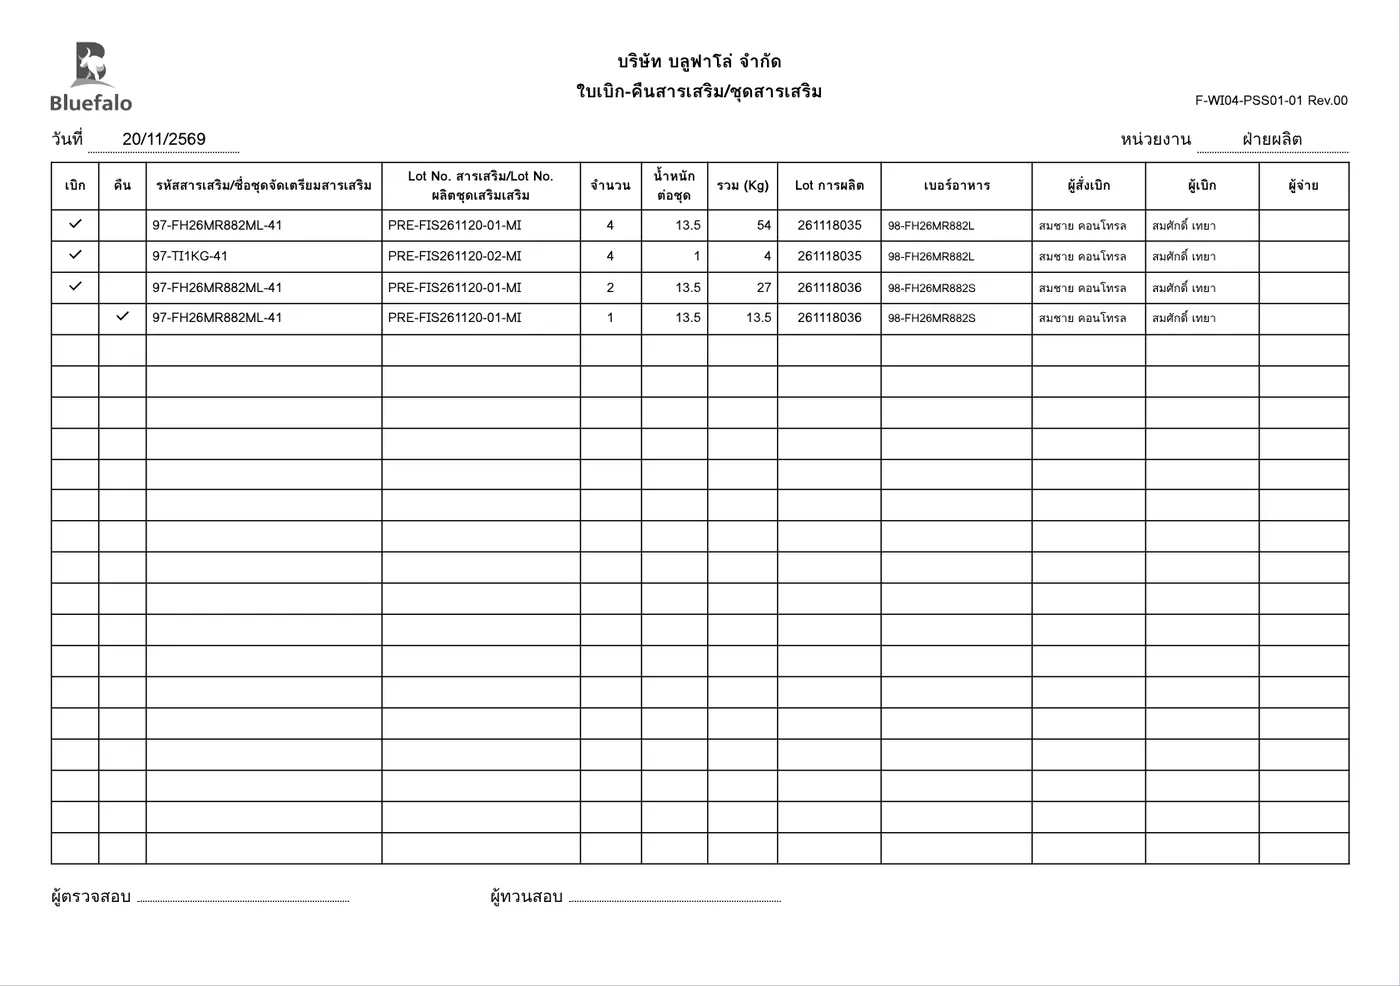 Bluefalo
บริษัท บลูฟาโล่ จำกัด
ใบเบิก-คืนสารเสริม/ชุดสารเสริม
F-WI04-PSS01-01 Rev.00
วันที่ 20/11/2569 หน่วยงาน ฝ่ายผลิต
เบิก คืน รหัสสารเสริม/ชื่อชุดจัดเตรียมสารเสริม Lot No. สารเสริม/Lot No. ผลิตชุดเสริมเสริม จำนวน น้ำหนักต่อชุด รวม (Kg) Lot การผลิต เบอร์อาหาร ผู้สั่งเบิก ผู้เบิก ผู้จ่าย
✓ 97-FH26MR882ML-41 PRE-FIS261120-01-MI 4 13.5 54 261118035 98-FH26MR882L สมชาย คอนโทรล สมศักดิ์ เทยา
✓ 97-TI1KG-41 PRE-FIS261120-02-MI 4 1 4 261118035 98-FH26MR882L สมชาย คอนโทรล สมศักดิ์ เทยา
✓ 97-FH26MR882ML-41 PRE-FIS261120-01-MI 2 13.5 27 261118036 98-FH26MR882S สมชาย คอนโทรล สมศักดิ์ เทยา
✓ 97-FH26MR882ML-41 PRE-FIS261120-01-MI 1 13.5 13.5 261118036 98-FH26MR882S สมชาย คอนโทรล สมศักดิ์ เทยา
ผู้ตรวจสอบ ผู้ทวนสอบ